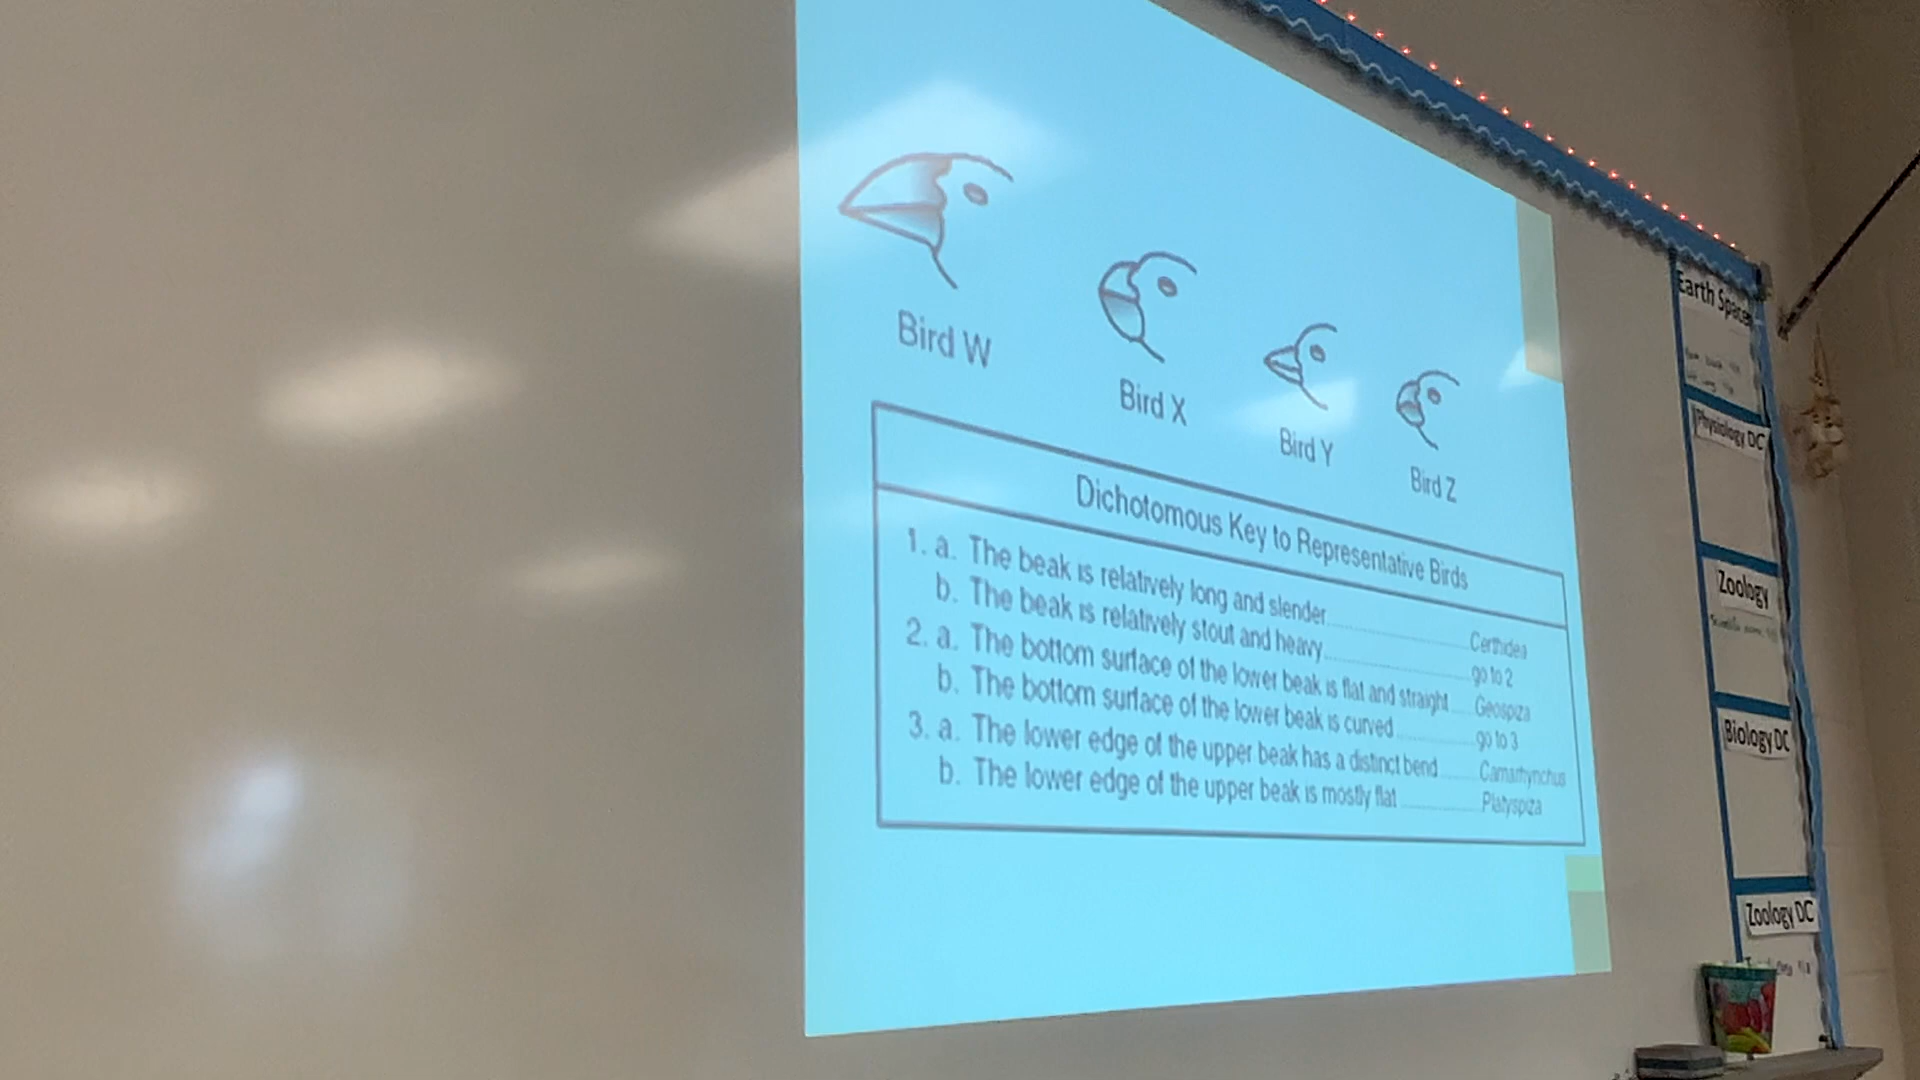 Bird W
Bird X
Bird Y
Bird Z
Dichotomous Key to Representative Birds
1. a. The beak is relatively long and slender Certhidea
b. The beak is relatively stout and heavy go to 2
2. a. The bottom surface of the lower beak is flat and straight Geospiza
b. The bottom surface of the lower beak is curved go to 3
3. a. The lower edge of the upper beak has a distinct bend Camarhynchus
b. The lower edge of the upper beak is mostly flat Platyspiza
Earth Space
Physiology DC
Zoology
Biology DC
Zoology DC